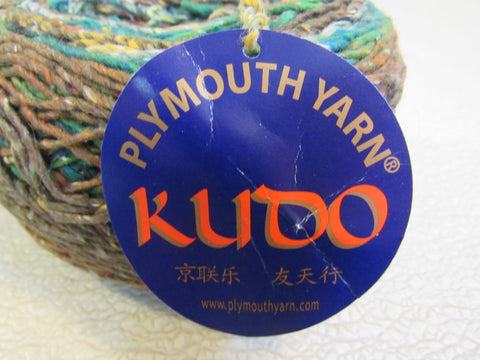 PLYMOUTH YARN®
KUDO
京联乐 友天行
www.plymouthyarn.com